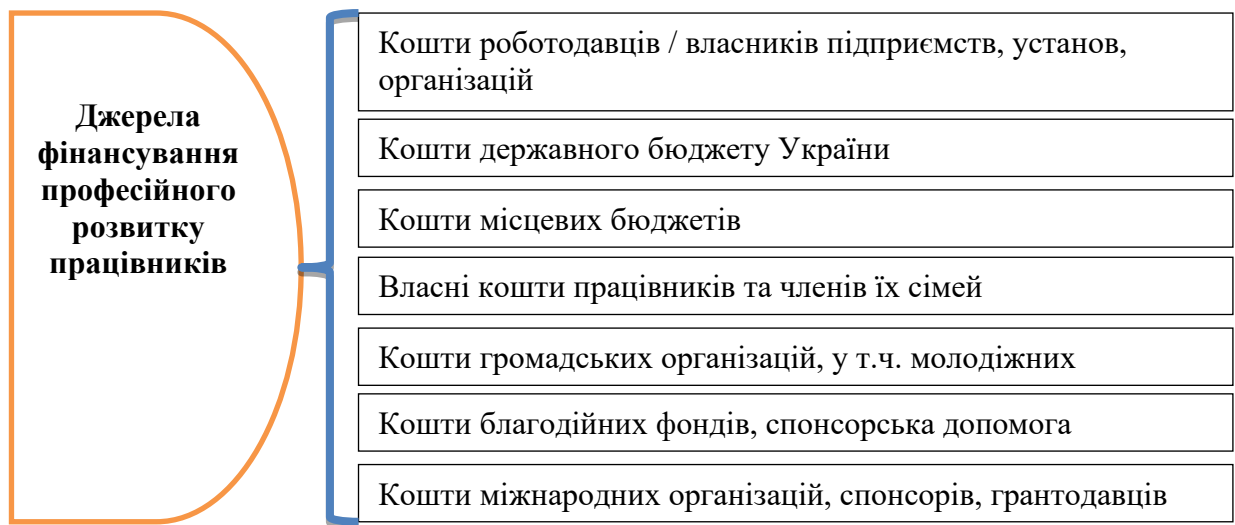 Джерела
фінансування
професійного
розвитку
працівників
Кошти роботодавців / власників підприємств, установ,
організацій
Кошти державного бюджету України
Кошти місцевих бюджетів
Власні кошти працівників та членів їх сімей
Кошти громадських організацій, у т.ч. молодіжних
Кошти благодійних фондів, спонсорська допомога
Кошти міжнародних організацій, спонсорів, грантодавців